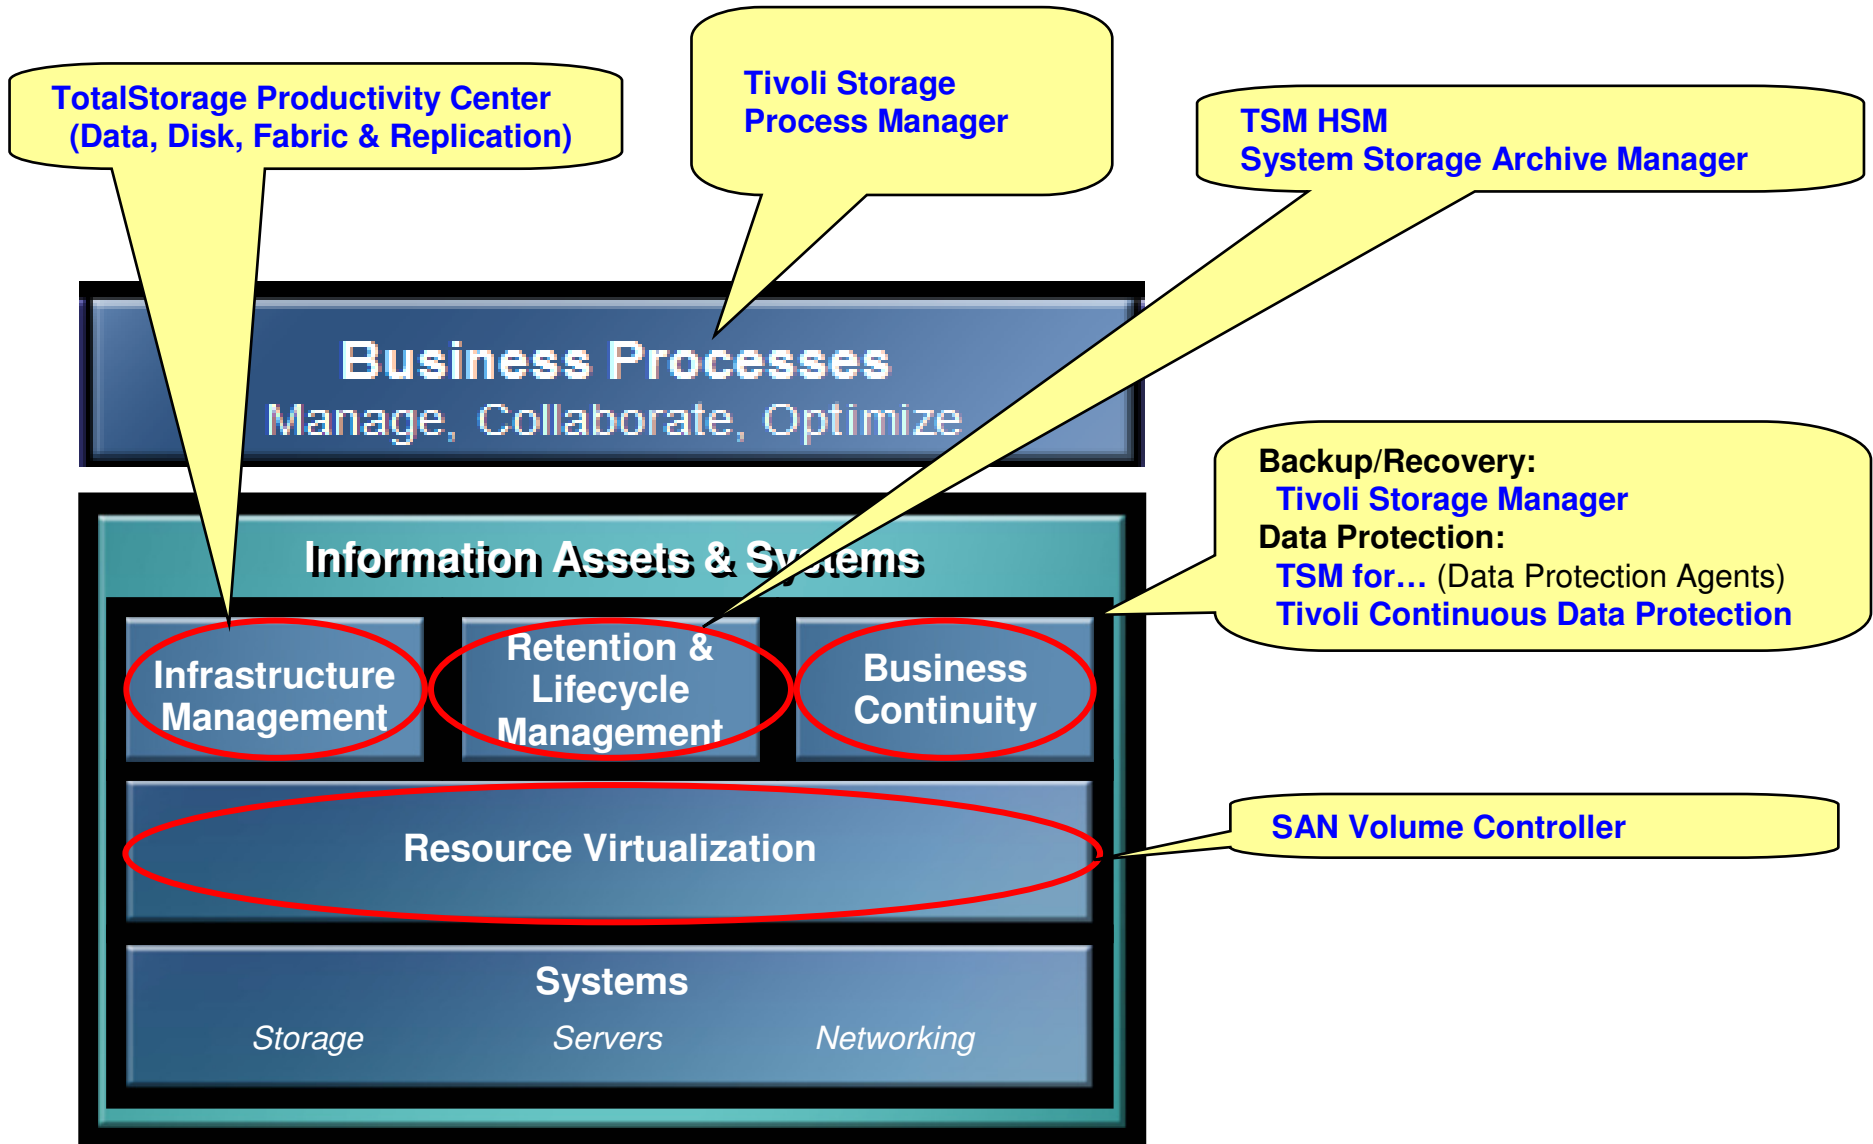 TotalStorage Productivity Center
(Data, Disk, Fabric & Replication)
Tivoli Storage
Process Manager
TSM HSM
System Storage Archive Manager
Business Processes
Manage, Collaborate, Optimize
Backup/Recovery:
Tivoli Storage Manager
Data Protection:
TSM for… (Data Protection Agents)
Tivoli Continuous Data Protection
Information Assets & Systems
Infrastructure
Management
Retention &
Lifecycle
Management
Business
Continuity
Resource Virtualization
SAN Volume Controller
Systems
Storage Servers Networking